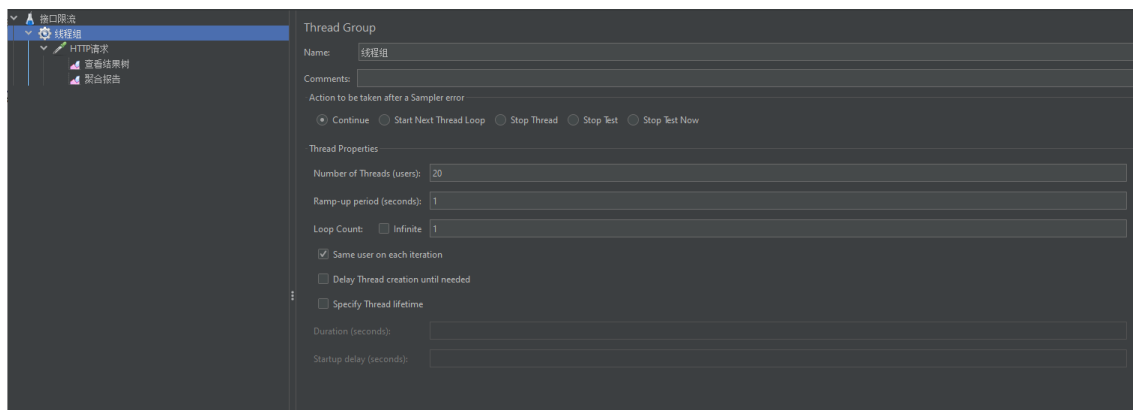 接口限流
线程组
HTTP请求
查看结果树
聚合报告
Thread Group
Name: 线程组
Comments:
Action to be taken after a Sampler error
Continue Start Next Thread Loop Stop Thread Stop Test Stop Test Now
Thread Properties
Number of Threads (users): 20
Ramp-up period (seconds): 1
Loop Count: Infinite 1
Same user on each iteration
Delay Thread creation until needed
Specify Thread lifetime
Duration (seconds):
Startup delay (seconds):